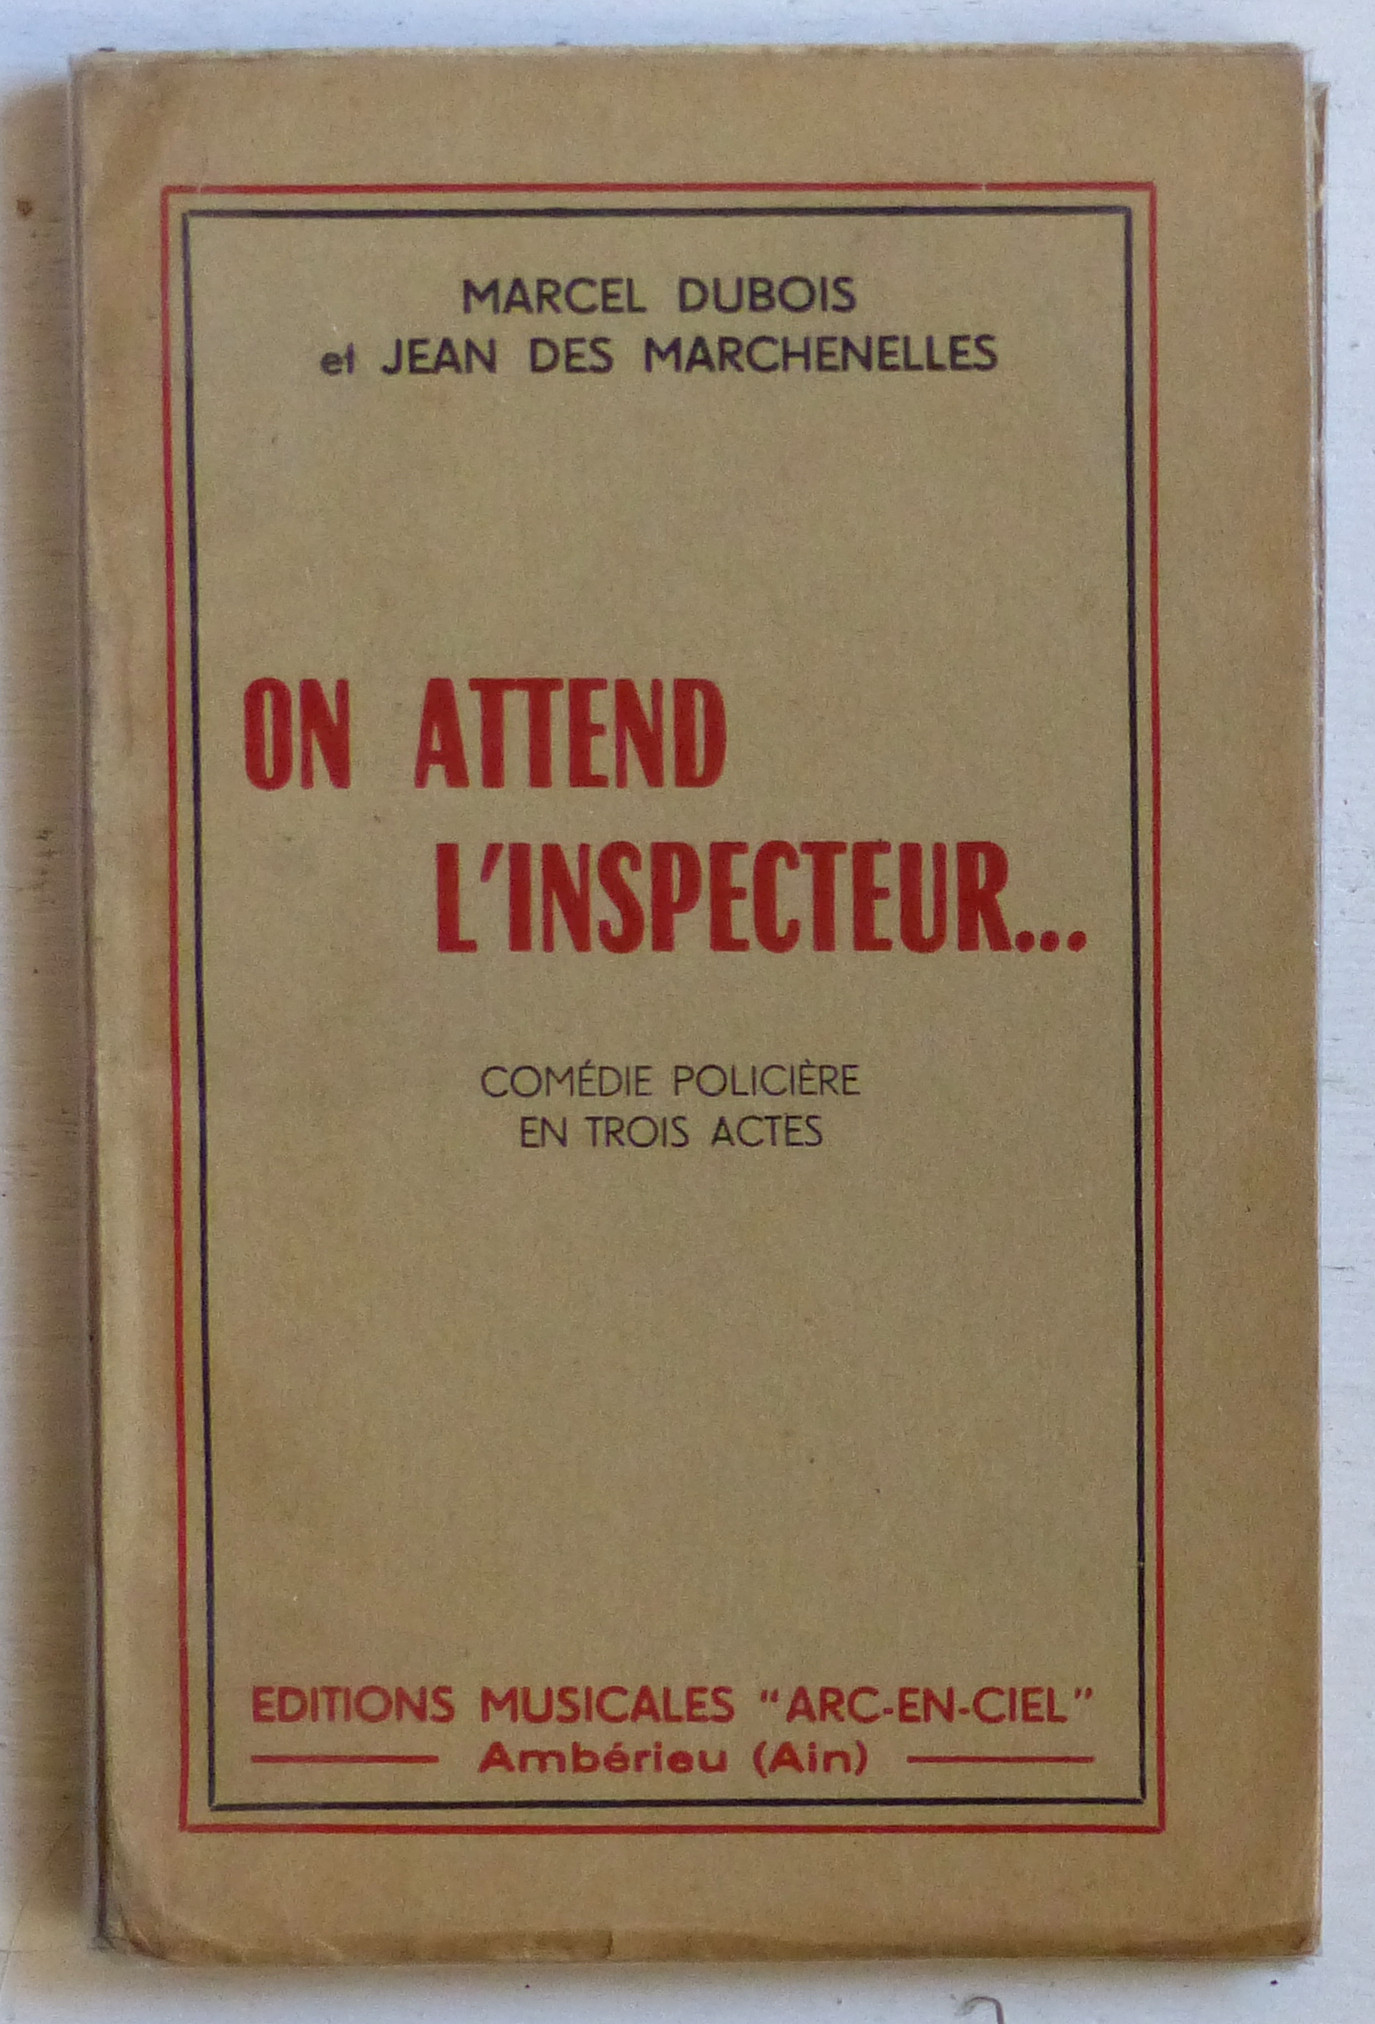 MARCEL DUBOIS
et JEAN DES MARCHENELLES
ON ATTEND
L'INSPECTEUR...
COMÉDIE POLICIÈRE
EN TROIS ACTES
EDITIONS MUSICALES "ARC-EN-CIEL"
Ambérieu (Ain)